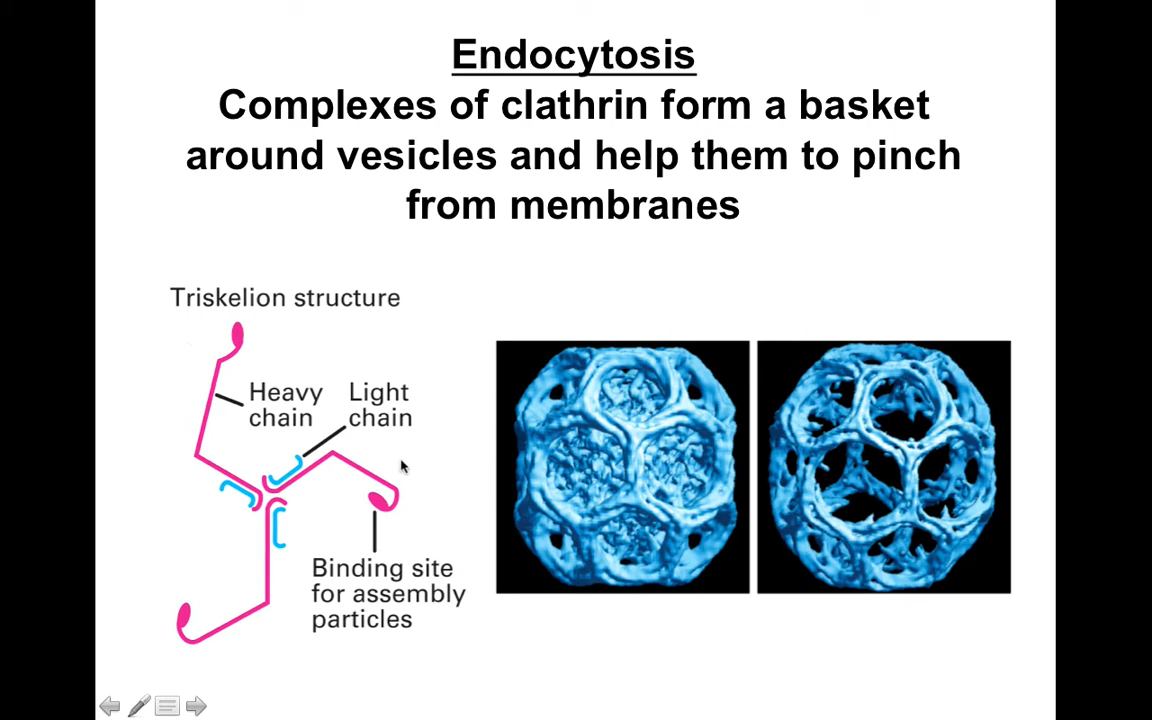 Endocytosis
Complexes of clathrin form a basket
around vesicles and help them to pinch
from membranes
Triskelion structure
Heavy
chain
Light
chain
Binding site
for assembly
particles